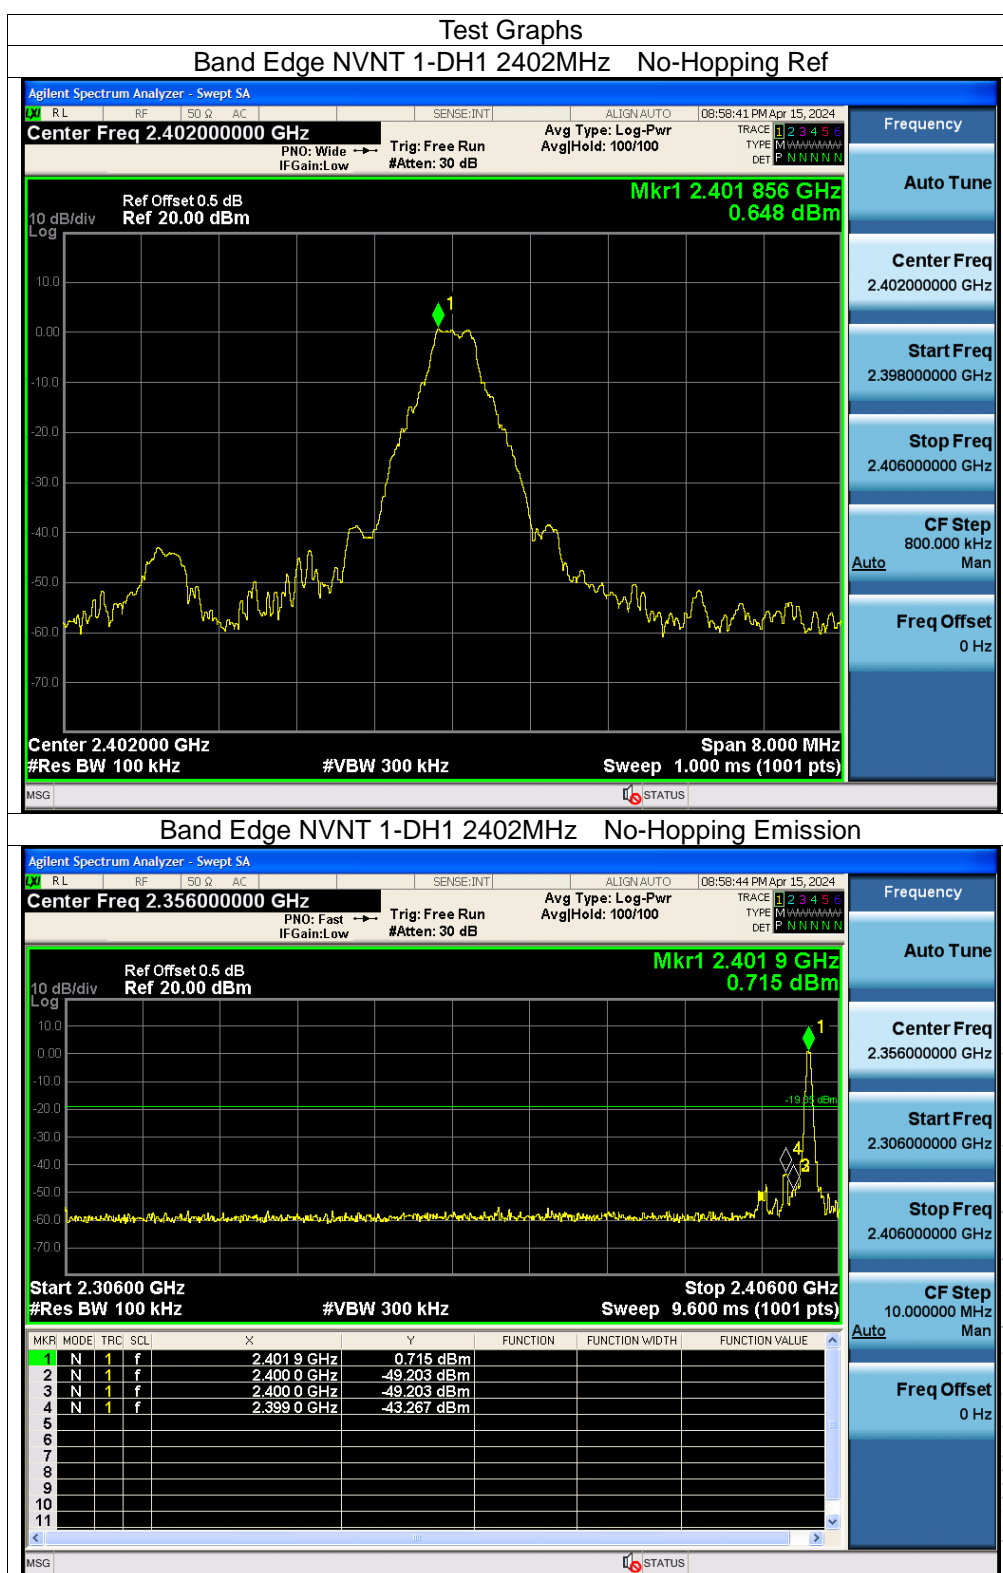 Test Graphs
Band Edge NVNT 1-DH1 2402MHz No-Hopping Ref
Agilent Spectrum Analyzer - Swept SA
LXI RL RF 50 Ω AC SENSE:INT ALIGNAUTO 08:58:41 PM Apr 15, 2024
Center Freq 2.402000000 GHz
PNO: Wide
IFGain:Low
Trig: Free Run
#Atten: 30 dB
Avg Type: Log-Pwr
Avg|Hold: 100/100
TRACE 1 2 3 4 5 6
TYPE M
DET P N N N N N
Frequency
Auto Tune
Mkr1 2.401 856 GHz
0.648 dBm
Ref Offset 0.5 dB
10 dB/div Ref 20.00 dBm
Log
10.0
0.00
-10.0
-20.0
-30.0
-40.0
-50.0
-60.0
-70.0
1
Center Freq
2.402000000 GHz
Start Freq
2.398000000 GHz
Stop Freq
2.406000000 GHz
CF Step
800.000 kHz
Auto Man
Freq Offset
0 Hz
Center 2.402000 GHz Span 8.000 MHz
#Res BW 100 kHz #VBW 300 kHz Sweep 1.000 ms (1001 pts)
MSG STATUS
Band Edge NVNT 1-DH1 2402MHz No-Hopping Emission
Agilent Spectrum Analyzer - Swept SA
LXI RL RF 50 Ω AC SENSE:INT ALIGNAUTO 08:58:44 PM Apr 15, 2024
Center Freq 2.356000000 GHz
PNO: Fast
IFGain:Low
Trig: Free Run
#Atten: 30 dB
Avg Type: Log-Pwr
Avg|Hold: 100/100
TRACE 1 2 3 4 5 6
TYPE M
DET P N N N N N
Frequency
Auto Tune
Mkr1 2.401 9 GHz
0.715 dBm
Ref Offset 0.5 dB
10 dB/div Ref 20.00 dBm
Log
10.0
0.00
-10.0
-20.0
-30.0
-40.0
-50.0
-60.0
-70.0
1
-19.35 dBm
4
3
Center Freq
2.356000000 GHz
Start Freq
2.306000000 GHz
Stop Freq
2.406000000 GHz
CF Step
10.000000 MHz
Auto Man
Freq Offset
0 Hz
Start 2.30600 GHz Stop 2.40600 GHz
#Res BW 100 kHz #VBW 300 kHz Sweep 9.600 ms (1001 pts)
MKR MODE TRC SCL X Y FUNCTION FUNCTION WIDTH FUNCTION VALUE
1 N 1 f 2.401 9 GHz 0.715 dBm
2 N 1 f 2.400 0 GHz -49.203 dBm
3 N 1 f 2.400 0 GHz -49.203 dBm
4 N 1 f 2.399 0 GHz -43.267 dBm
5
6
7
8
9
10
11
MSG STATUS